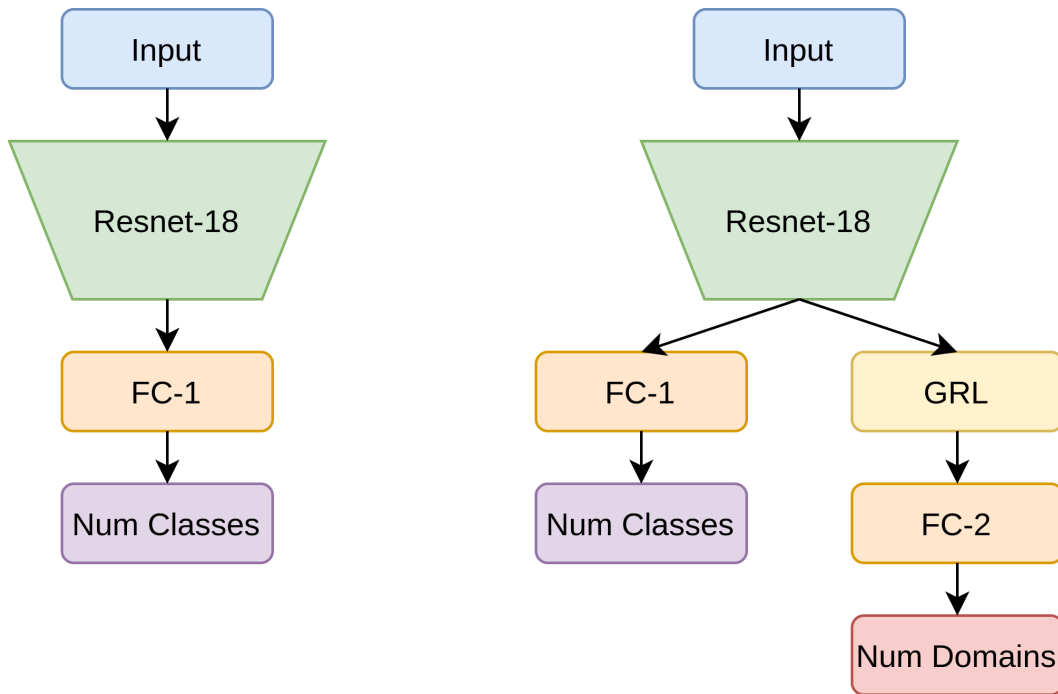 Input
Resnet-18
FC-1
Num Classes
Input
Resnet-18
FC-1
GRL
Num Classes
FC-2
Num Domains